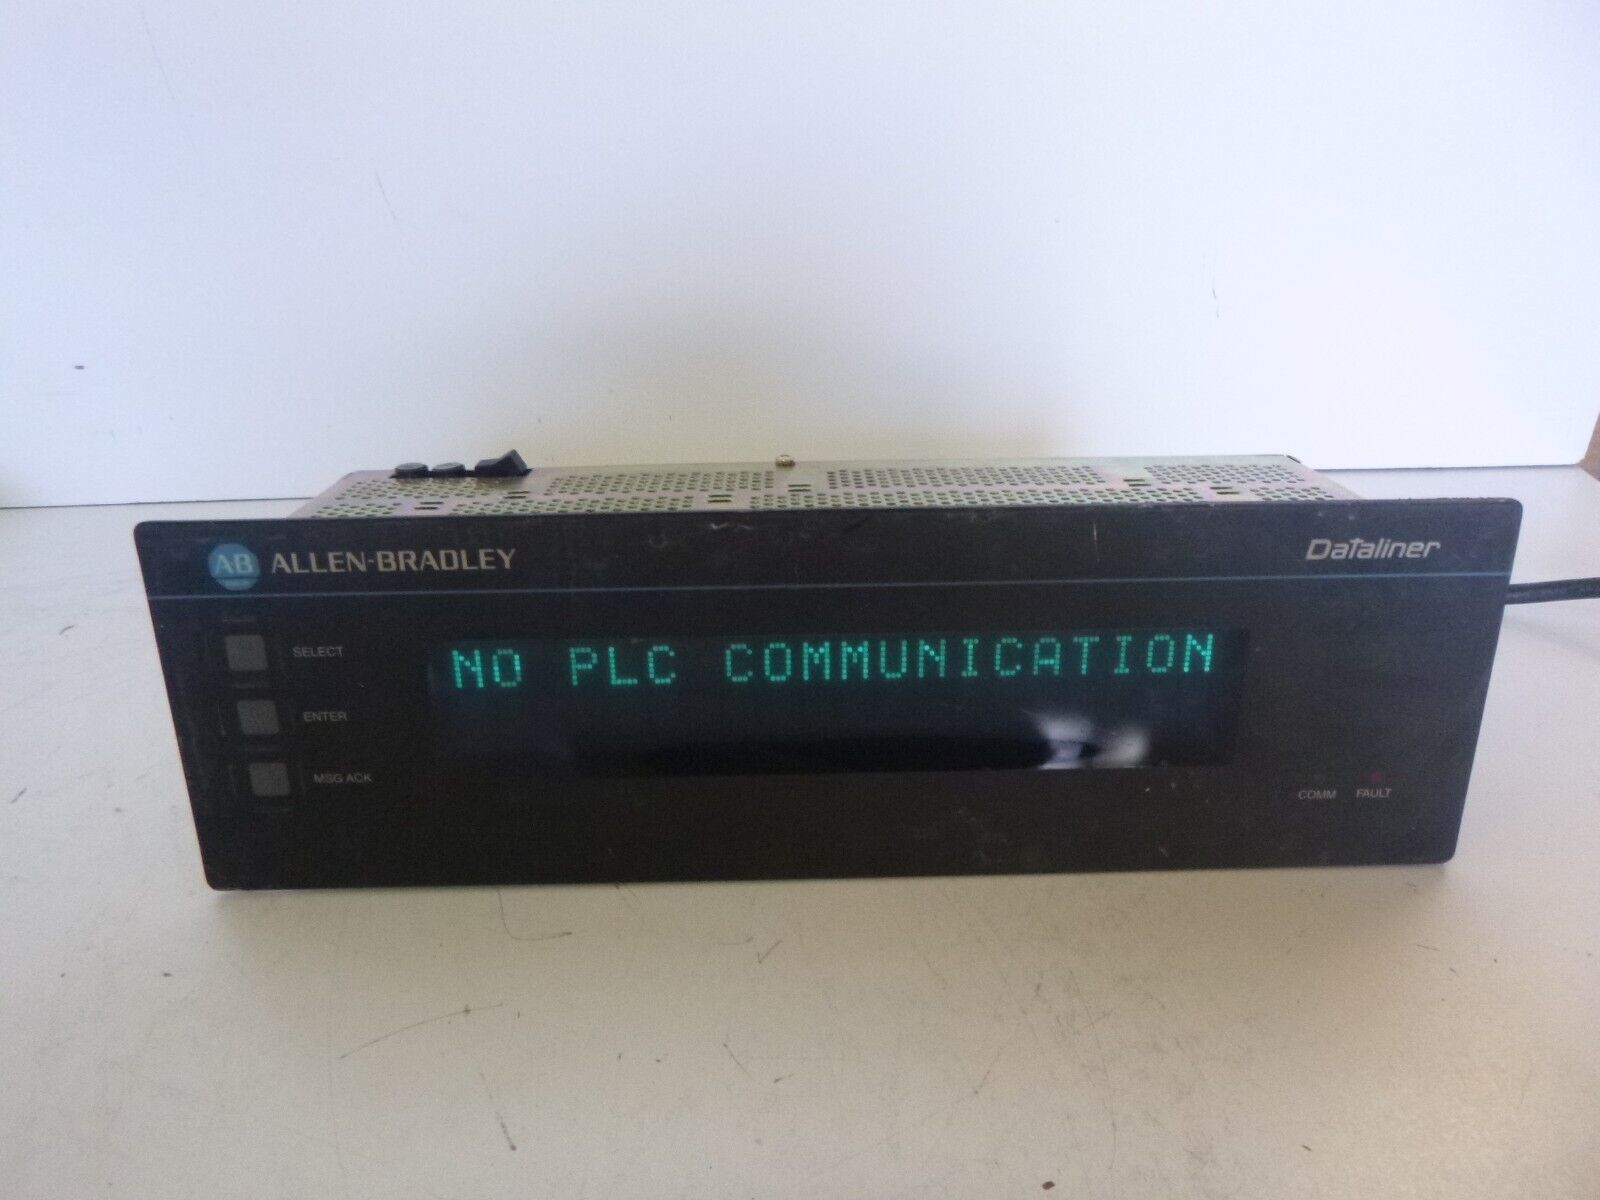 AB ALLEN-BRADLEY
Dataliner
SELECT
NO PLC COMMUNICATION
ENTER
MSG ACK
COMM FAULT